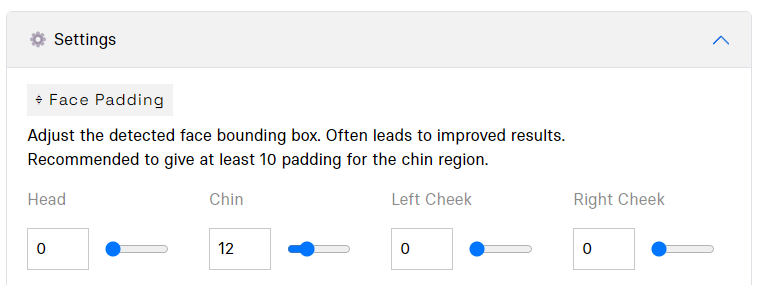 Settings
Face Padding
Adjust the detected face bounding box. Often leads to improved results.
Recommended to give at least 10 padding for the chin region.
Head Chin Left Cheek Right Cheek
0 12 0 0